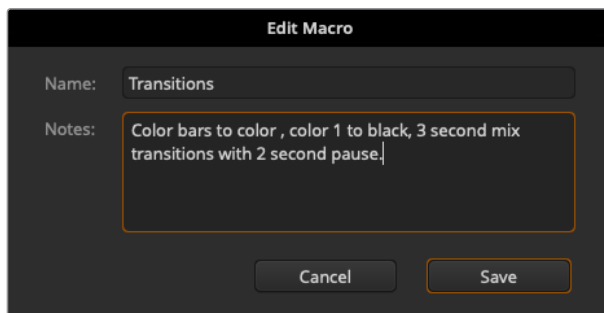 Edit Macro
Name: Transitions
Notes: Color bars to color , color 1 to black, 3 second mix
transitions with 2 second pause.
Cancel Save